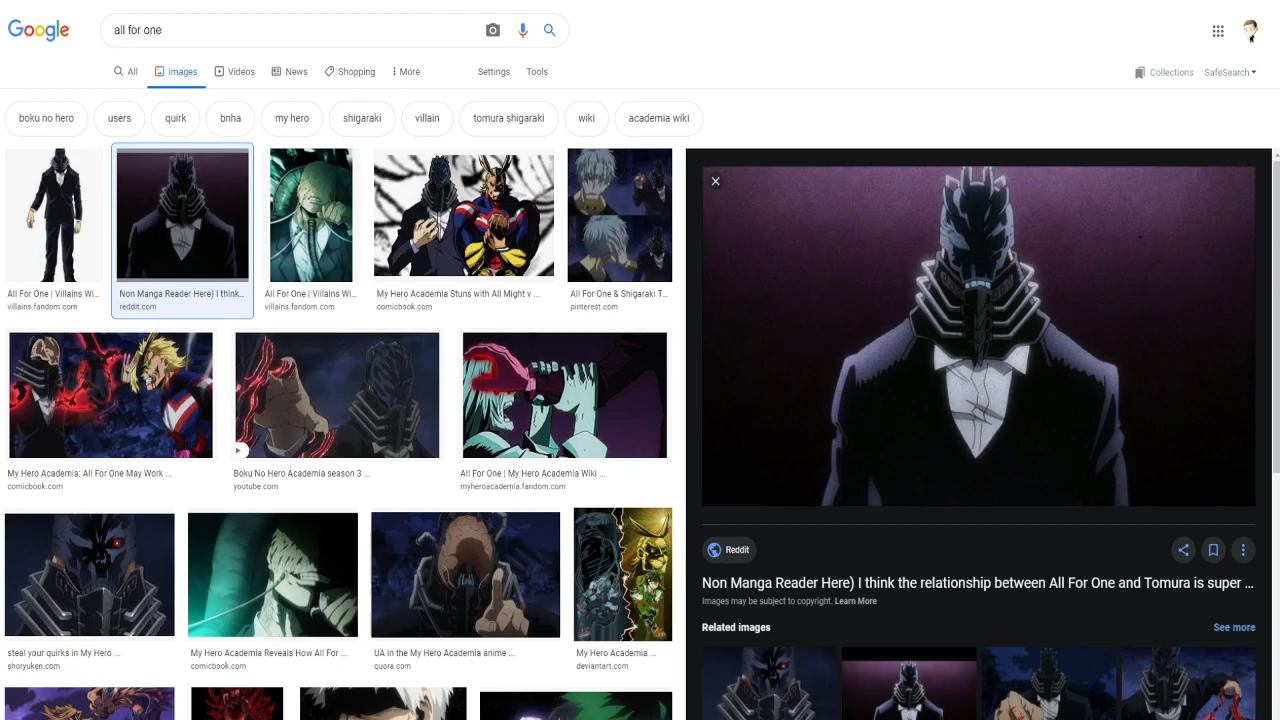 Google
all for one
All
Images
Videos
News
Shopping
More
Settings
Tools
Collections
SafeSearch
boku no hero
users
quirk
bnha
my hero
shigaraki
villain
tomura shigaraki
wiki
academia wiki
All For One | Villains Wi...
villains.fandom.com
Non Manga Reader Here) I think...
reddit.com
All For One | Villains Wi...
villains.fandom.com
My Hero Academia Stuns with All Might v ...
comicbook.com
All For One & Shigaraki T...
pinterest.com
My Hero Academia: All For One May Work ...
comicbook.com
Boku No Hero Academia season 3 ...
youtube.com
All For One | My Hero Academia Wiki ...
myheroacademia.fandom.com
steal your quirks in My Hero ...
shoryuken.com
My Hero Academia Reveals How All For ...
comicbook.com
UA in the My Hero Academia anime ...
quora.com
My Hero Academia ...
deviantart.com
Reddit
Non Manga Reader Here) I think the relationship between All For One and Tomura is super ...
Images may be subject to copyright. Learn More
Related images
See more